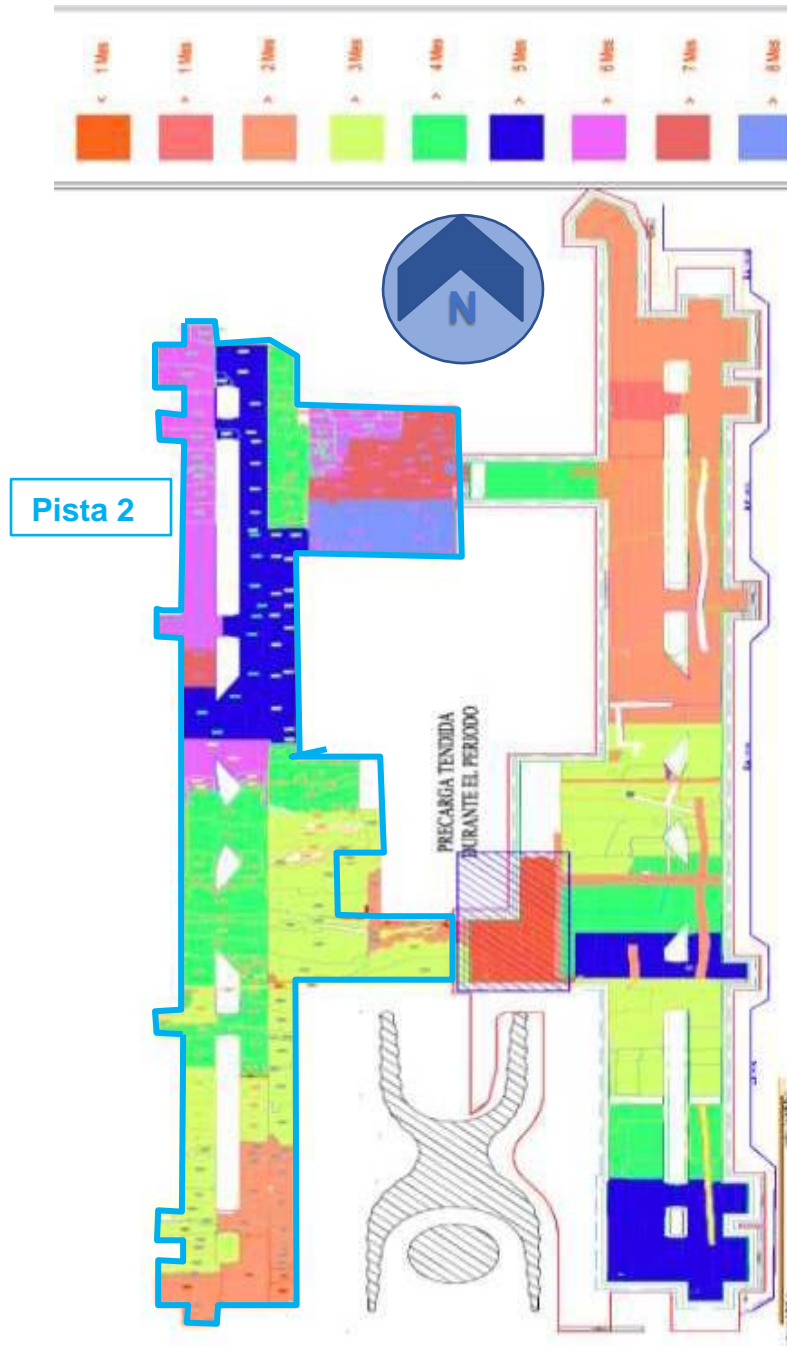 < 1 Mes
> 1 Mes
> 2 Mes
> 3 Mes
> 4 Mes
> 5 Mes
> 6 Mes
> 7 Mes
> 8 Mes
N
Pista 2
PRECARGA TENDIDA
DURANTE EL PERIODO